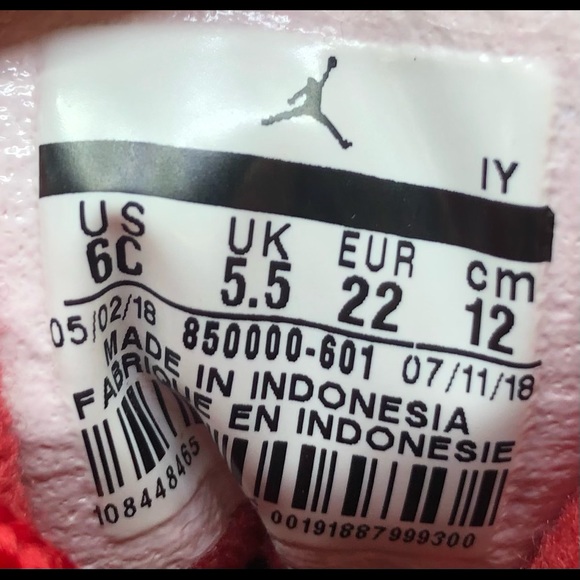 IY
US UK EUR cm
6C 5.5 22 12
05/02/18 850000-601 07/11/18
MADE IN INDONESIA
FABRIQUE EN INDONESIE
108448465 00191887999300